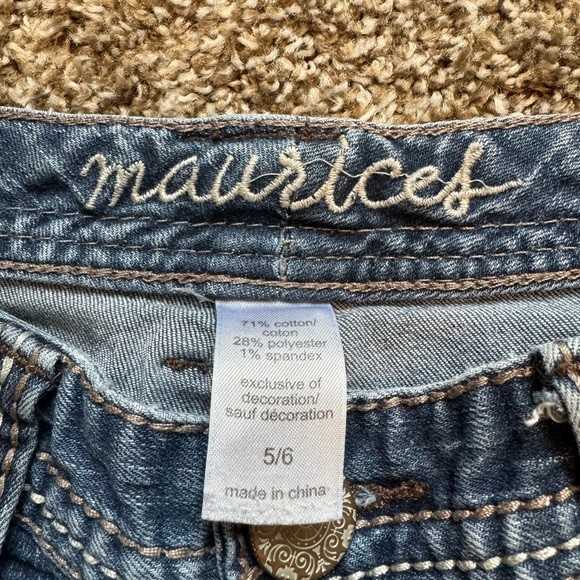 maurices
71% cotton/
coton
28% polyester
1% spandex
exclusive of
decoration/
sauf décoration
5/6
made in china